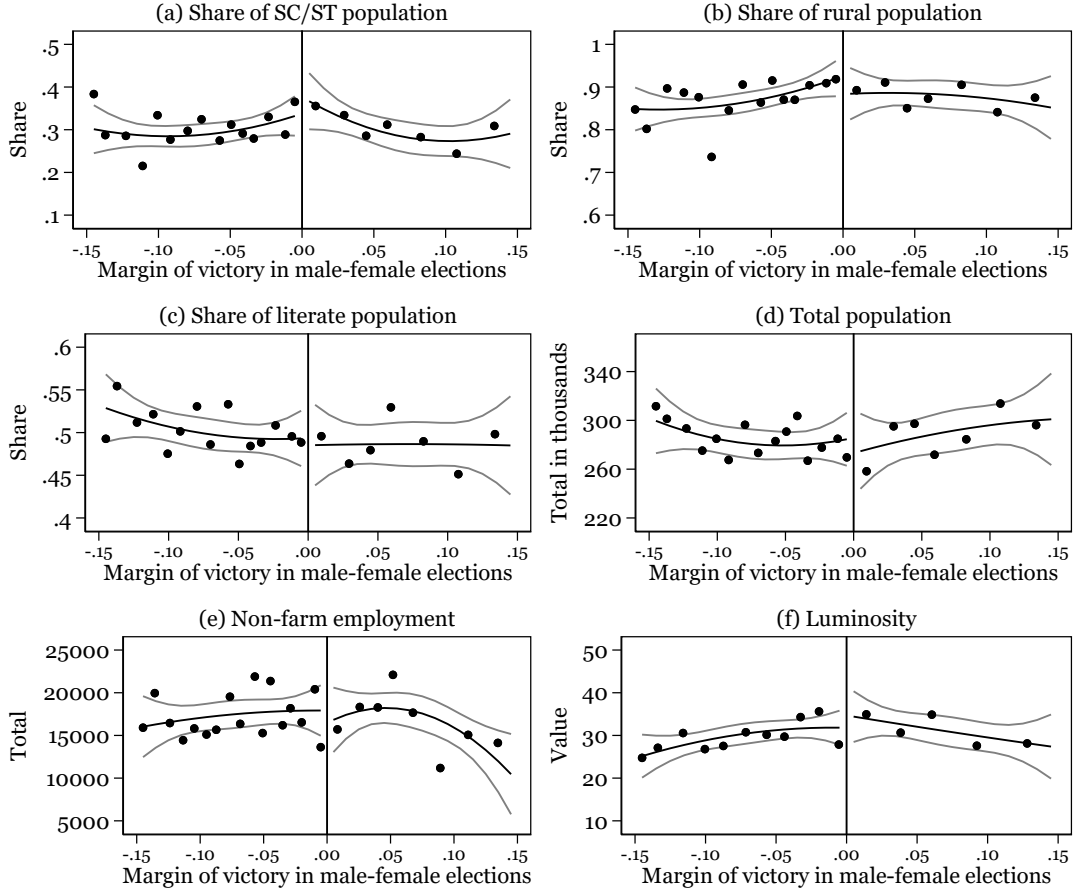 (a) Share of SC/ST population
.5
.4
.3
.2
.1
Share
-.15 -.10 -.05 .00 .05 .10 .15
Margin of victory in male-female elections
(b) Share of rural population
1
.9
.8
.7
.6
Share
-.15 -.10 -.05 .00 .05 .10 .15
Margin of victory in male-female elections
(c) Share of literate population
.6
.55
.5
.45
.4
Share
-.15 -.10 -.05 .00 .05 .10 .15
Margin of victory in male-female elections
(d) Total population
340
300
260
220
Total in thousands
-.15 -.10 -.05 .00 .05 .10 .15
Margin of victory in male-female elections
(e) Non-farm employment
25000
20000
15000
10000
5000
Total
-.15 -.10 -.05 .00 .05 .10 .15
Margin of victory in male-female elections
(f) Luminosity
50
40
30
20
10
Value
-.15 -.10 -.05 .00 .05 .10 .15
Margin of victory in male-female elections